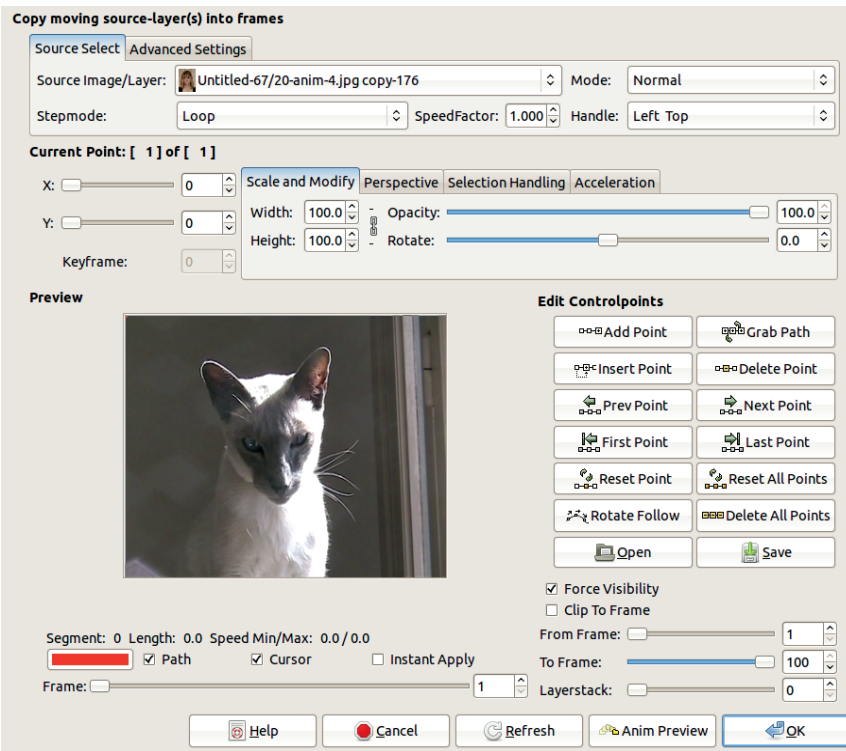 Copy moving source-layer(s) into frames
Source Select Advanced Settings
Source Image/Layer: Untitled-67/20-anim-4.jpg copy-176 Mode: Normal
Stepmode: Loop SpeedFactor: 1.000 Handle: Left Top
Current Point: [ 1 ] of [ 1 ]
X: 0
Y: 0
Keyframe: 0
Scale and Modify Perspective Selection Handling Acceleration
Width: 100.0 Opacity: 100.0
Height: 100.0 Rotate: 0.0
Preview
Edit Controlpoints
Add Point Grab Path
Insert Point Delete Point
Prev Point Next Point
First Point Last Point
Reset Point Reset All Points
Rotate Follow Delete All Points
Open Save
Force Visibility
Clip To Frame
From Frame: 1
To Frame: 100
Layerstack: 0
Segment: 0 Length: 0.0 Speed Min/Max: 0.0 / 0.0
Path Cursor Instant Apply
Frame: 1
Help Cancel Refresh Anim Preview OK